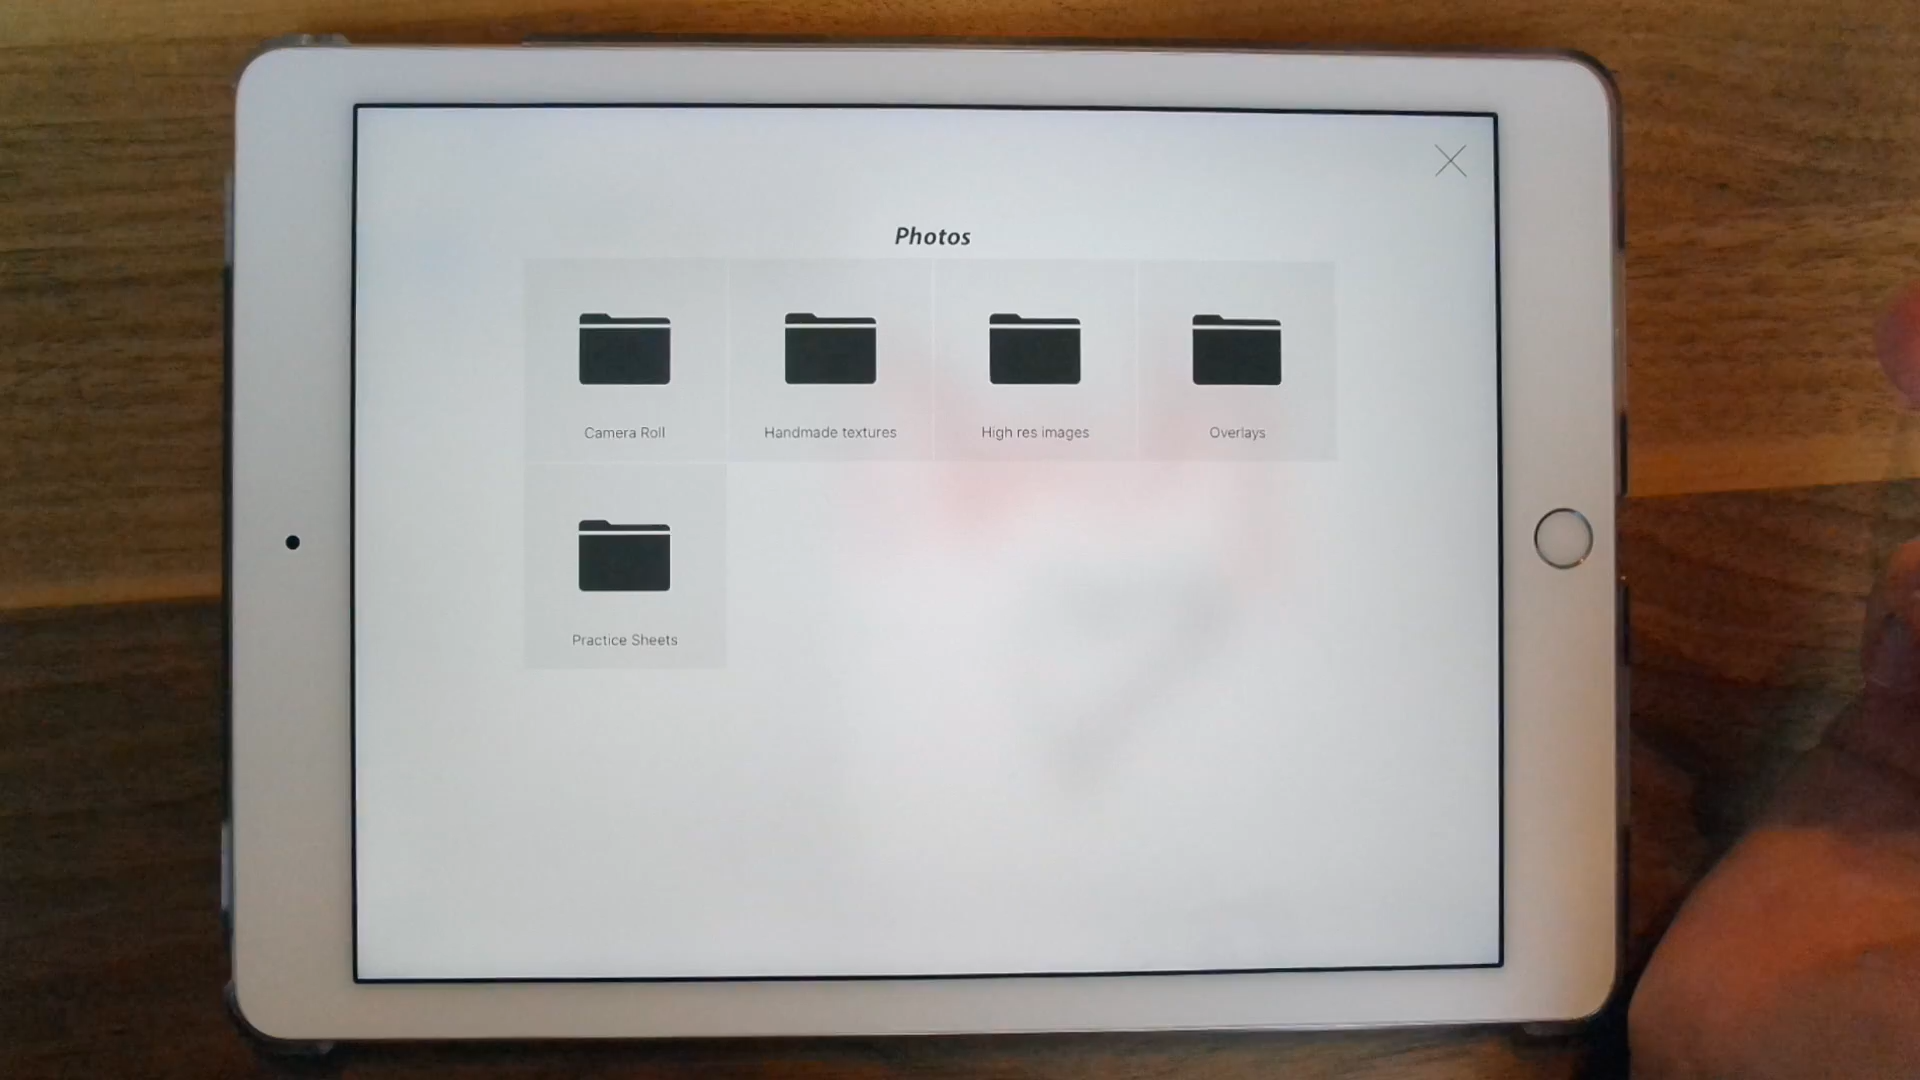 Photos
Camera Roll
Handmade textures
High res images
Overlays
Practice Sheets